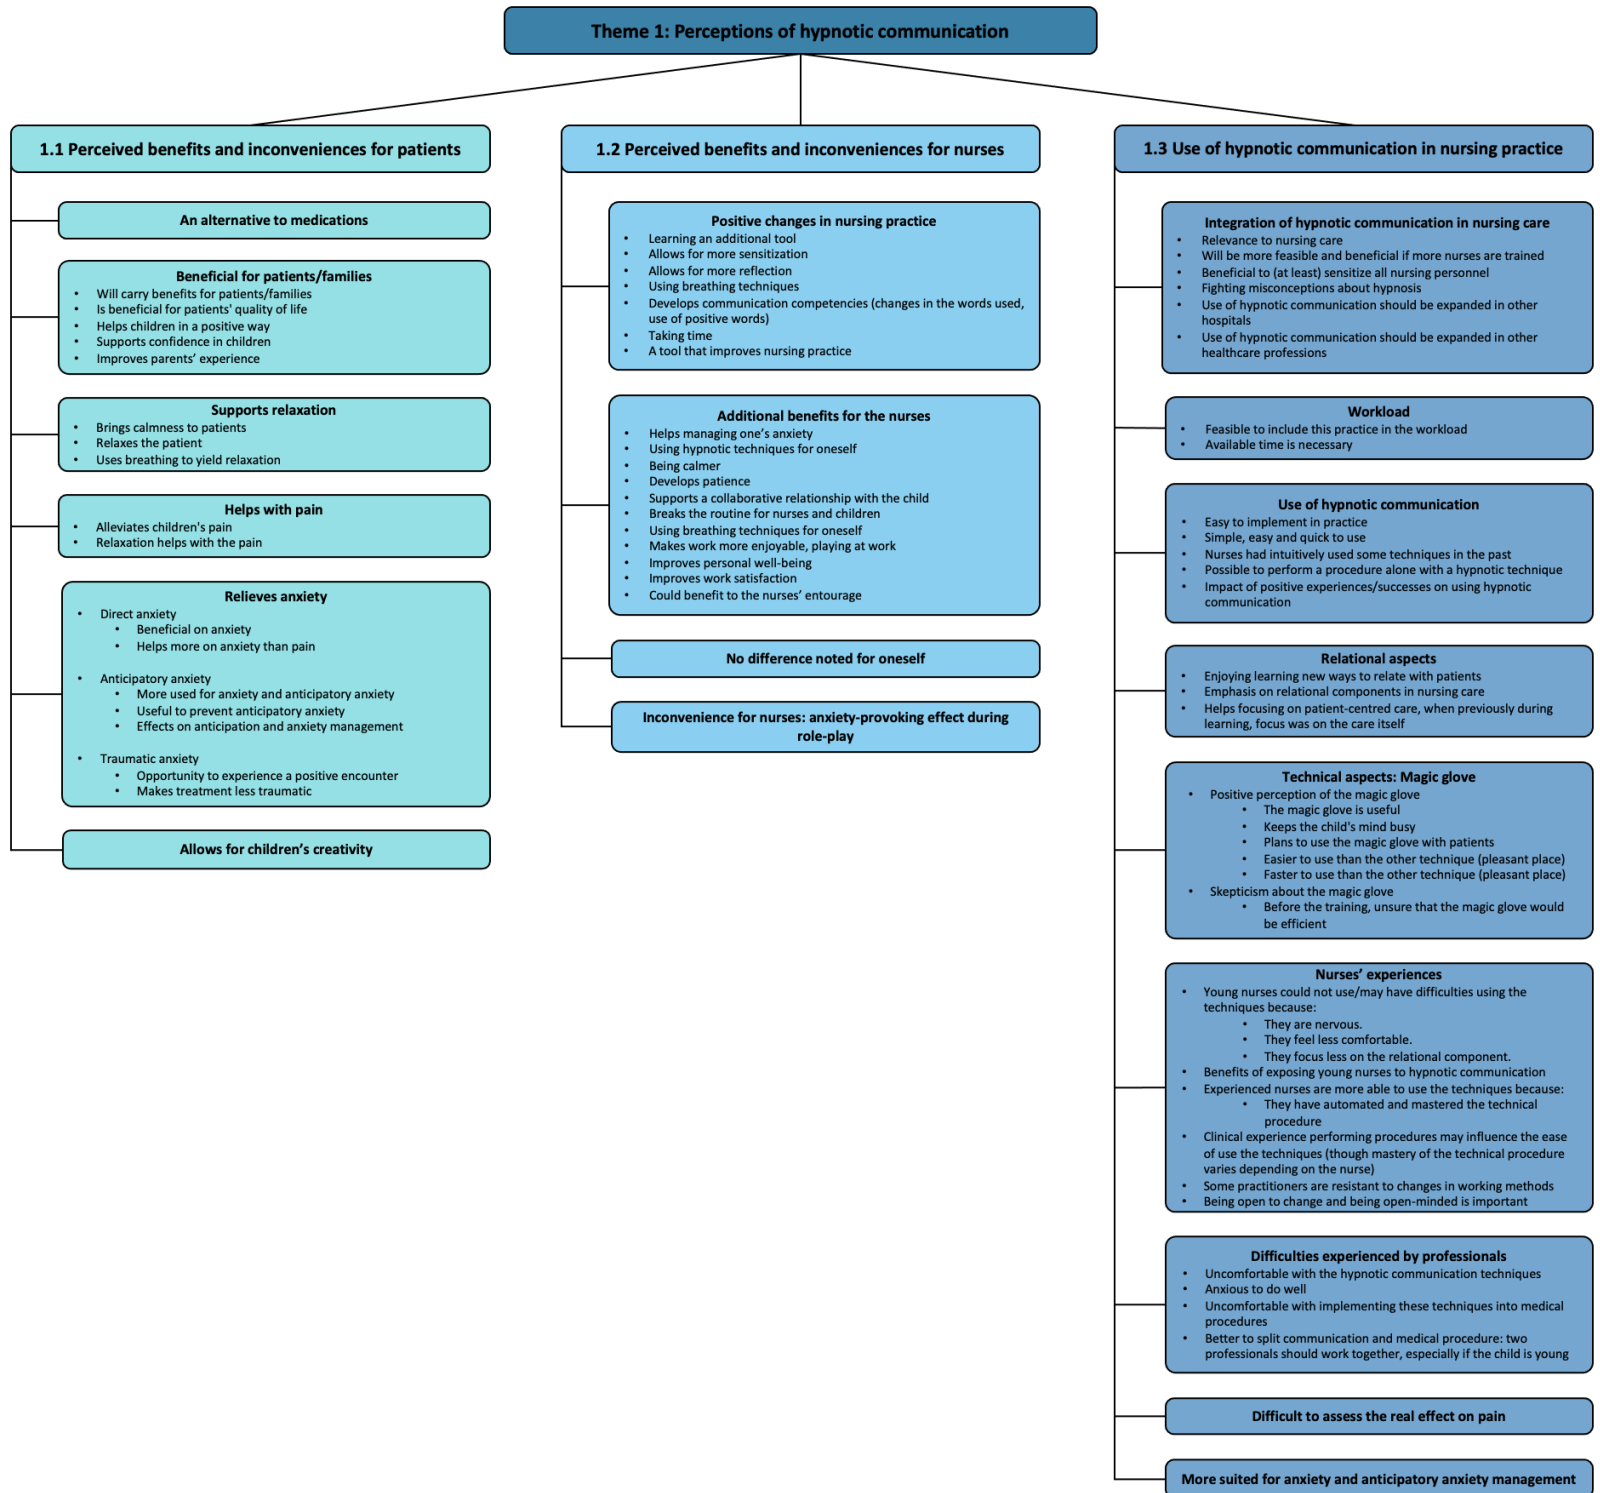 Theme 1: Perceptions of hypnotic communication
1.1 Perceived benefits and inconveniences for patients
An alternative to medications
Beneficial for patients/families
• Will carry benefits for patients/families
• Is beneficial for patients' quality of life
• Helps children in a positive way
• Supports confidence in children
• Improves parents’ experience
Supports relaxation
• Brings calmness to patients
• Relaxes the patient
• Uses breathing to yield relaxation
Helps with pain
• Alleviates children's pain
• Relaxation helps with the pain
Relieves anxiety
• Direct anxiety
• Beneficial on anxiety
• Helps more on anxiety than pain
• Anticipatory anxiety
• More used for anxiety and anticipatory anxiety
• Useful to prevent anticipatory anxiety
• Effects on anticipation and anxiety management
• Traumatic anxiety
• Opportunity to experience a positive encounter
• Makes treatment less traumatic
Allows for children’s creativity
1.2 Perceived benefits and inconveniences for nurses
Positive changes in nursing practice
• Learning an additional tool
• Allows for more sensitization
• Allows for more reflection
• Using breathing techniques
• Develops communication competencies (changes in the words used,
use of positive words)
• Taking time
• A tool that improves nursing practice
Additional benefits for the nurses
• Helps managing one’s anxiety
• Using hypnotic techniques for oneself
• Being calmer
• Develops patience
• Supports a collaborative relationship with the child
• Breaks the routine for nurses and children
• Using breathing techniques for oneself
• Makes work more enjoyable, playing at work
• Improves personal well-being
• Improves work satisfaction
• Could benefit to the nurses’ entourage
No difference noted for oneself
Inconvenience for nurses: anxiety-provoking effect during
role-play
1.3 Use of hypnotic communication in nursing practice
Integration of hypnotic communication in nursing care
• Relevance to nursing care
• Will be more feasible and beneficial if more nurses are trained
• Beneficial to (at least) sensitize all nursing personnel
• Fighting misconceptions about hypnosis
• Use of hypnotic communication should be expanded in other
hospitals
• Use of hypnotic communication should be expanded in other
healthcare professions
Workload
• Feasible to include this practice in the workload
• Available time is necessary
Use of hypnotic communication
• Easy to implement in practice
• Simple, easy and quick to use
• Nurses had intuitively used some techniques in the past
• Possible to perform a procedure alone with a hypnotic technique
• Impact of positive experiences/successes on using hypnotic
communication
Relational aspects
• Enjoying learning new ways to relate with patients
• Emphasis on relational components in nursing care
• Helps focusing on patient-centred care, when previously during
learning, focus was on the care itself
Technical aspects: Magic glove
• Positive perception of the magic glove
• The magic glove is useful
• Keeps the child's mind busy
• Plans to use the magic glove with patients
• Easier to use than the other technique (pleasant place)
• Faster to use than the other technique (pleasant place)
• Skepticism about the magic glove
• Before the training, unsure that the magic glove would
be efficient
Nurses’ experiences
• Young nurses could not use/may have difficulties using the
techniques because:
• They are nervous.
• They feel less comfortable.
• They focus less on the relational component.
• Benefits of exposing young nurses to hypnotic communication
• Experienced nurses are more able to use the techniques because:
• They have automated and mastered the technical
procedure
• Clinical experience performing procedures may influence the ease
of use the techniques (though mastery of the technical procedure
varies depending on the nurse)
• Some practitioners are resistant to changes in working methods
• Being open to change and being open-minded is important
Difficulties experienced by professionals
• Uncomfortable with the hypnotic communication techniques
• Anxious to do well
• Uncomfortable with implementing these techniques into medical
procedures
• Better to split communication and medical procedure: two
professionals should work together, especially if the child is young
Difficult to assess the real effect on pain
More suited for anxiety and anticipatory anxiety management